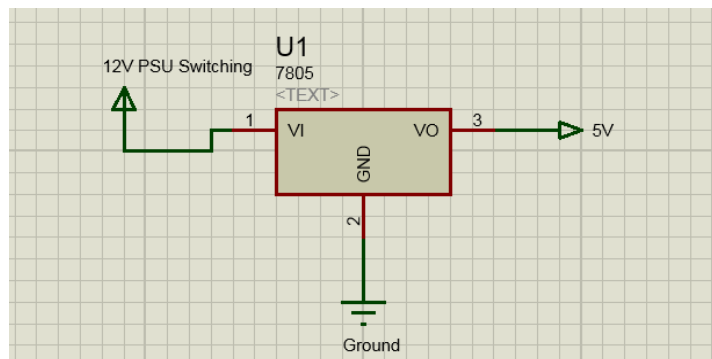 U1
12V PSU Switching
7805
<TEXT>
1
VI
VO
3
5V
GND
2
Ground